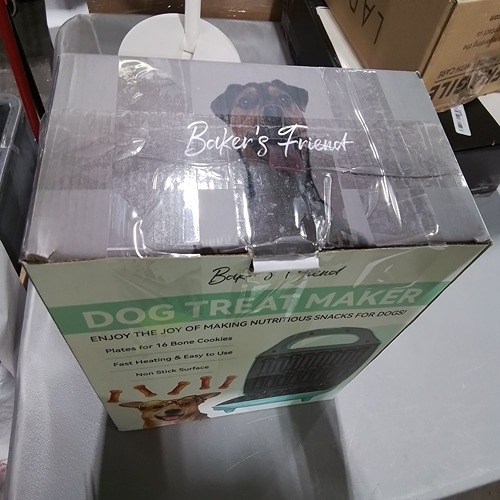 Baker's Friend
DOG TREAT MAKER
ENJOY THE JOY OF MAKING NUTRITIOUS SNACKS FOR DOGS!
Plates for 16 Bone Cookies
Fast Heating & Easy to Use
Non Stick Surface